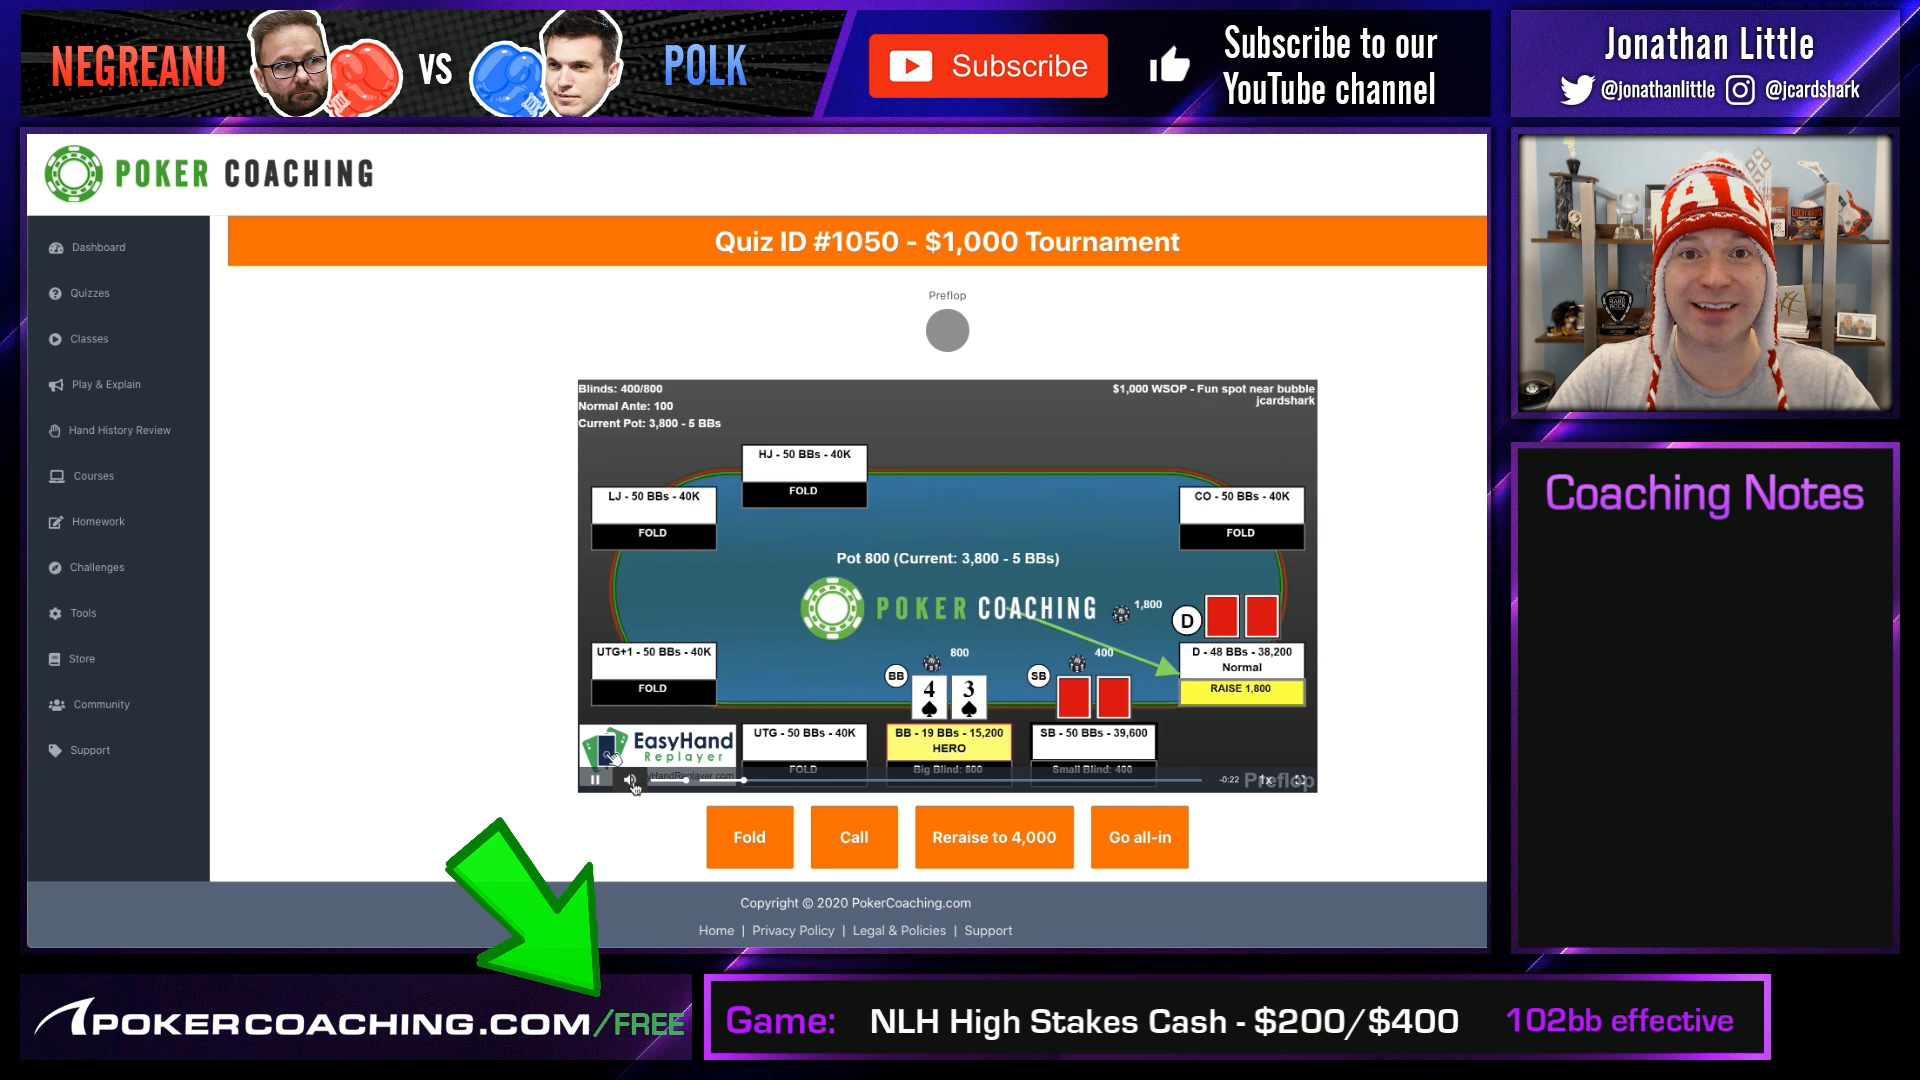 NEGREANU
VS
POLK
Subscribe
Subscribe to our
YouTube channel
Jonathan Little
@jonathanlittle @jcardshark
POKER COACHING
Quiz ID #1050 - $1,000 Tournament
Dashboard
Quizzes
Classes
Play & Explain
Hand History Review
Courses
Homework
Challenges
Tools
Store
Community
Support
Preflop
Blinds: 400/800
Normal Ante: 100
Current Pot: 3,800 - 5 BBs
$1,000 WSOP - Fun spot near bubble
jcardshark
HJ - 50 BBs - 40K
FOLD
LJ - 50 BBs - 40K
FOLD
CO - 50 BBs - 40K
FOLD
Pot 800 (Current: 3,800 - 5 BBs)
POKER COACHING
1,800
D
UTG+1 - 50 BBs - 40K
FOLD
BB
800
4
3
SB
400
D - 48 BBs - 38,200
Normal
RAISE 1,800
EasyHand
Replayer
UTG - 50 BBs - 40K
FOLD
BB - 19 BBs - 15,200
HERO
Big Blind: 800
SB - 50 BBs - 39,600
Small Blind: 400
-0:22
1x
Preflop
Fold
Call
Reraise to 4,000
Go all-in
Copyright © 2020 PokerCoaching.com
Home | Privacy Policy | Legal & Policies | Support
Coaching Notes
POKERCOACHING.COM/FREE
Game: NLH High Stakes Cash - $200/$400 102bb effective